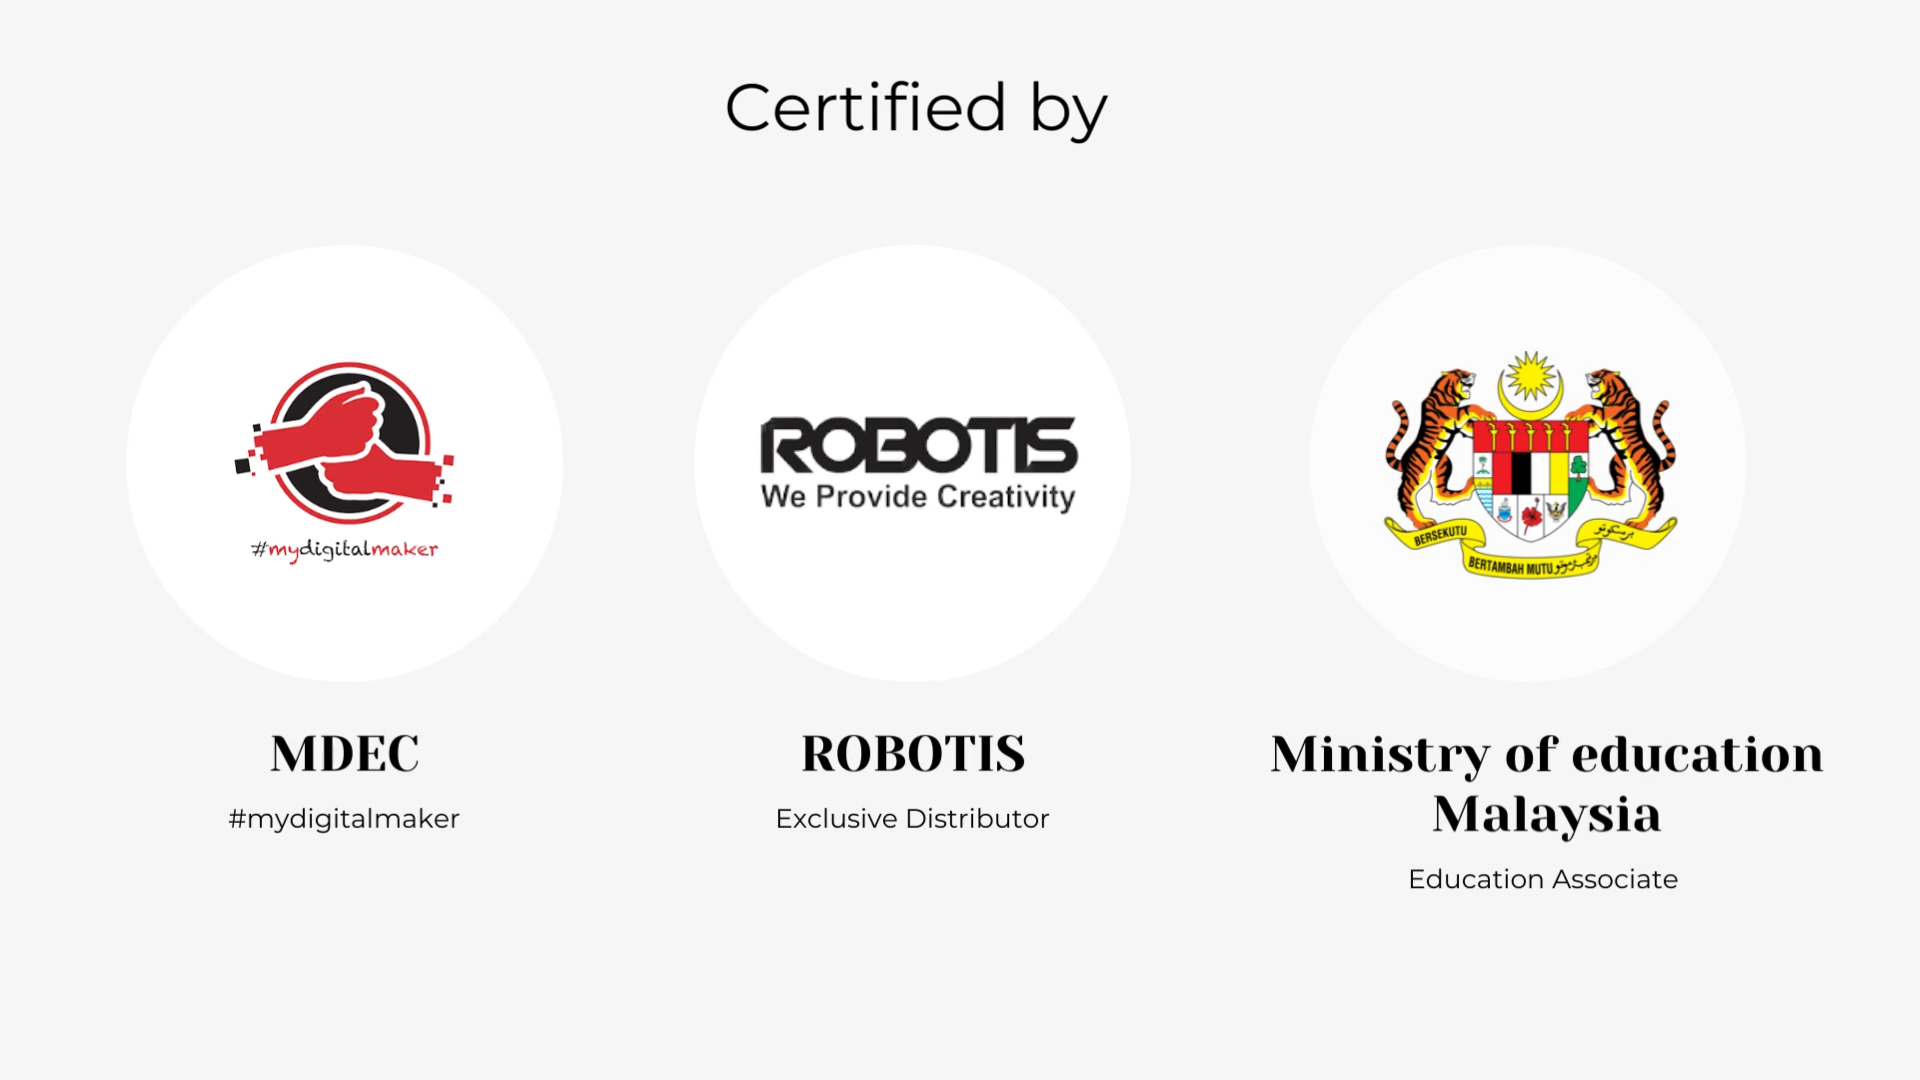 Certified by
#mydigitalmaker
ROBOTIS
We Provide Creativity
BERSEKUTU
برسكوتو
BERTAMBAH MUTU
MDEC
#mydigitalmaker
ROBOTIS
Exclusive Distributor
Ministry of education
Malaysia
Education Associate